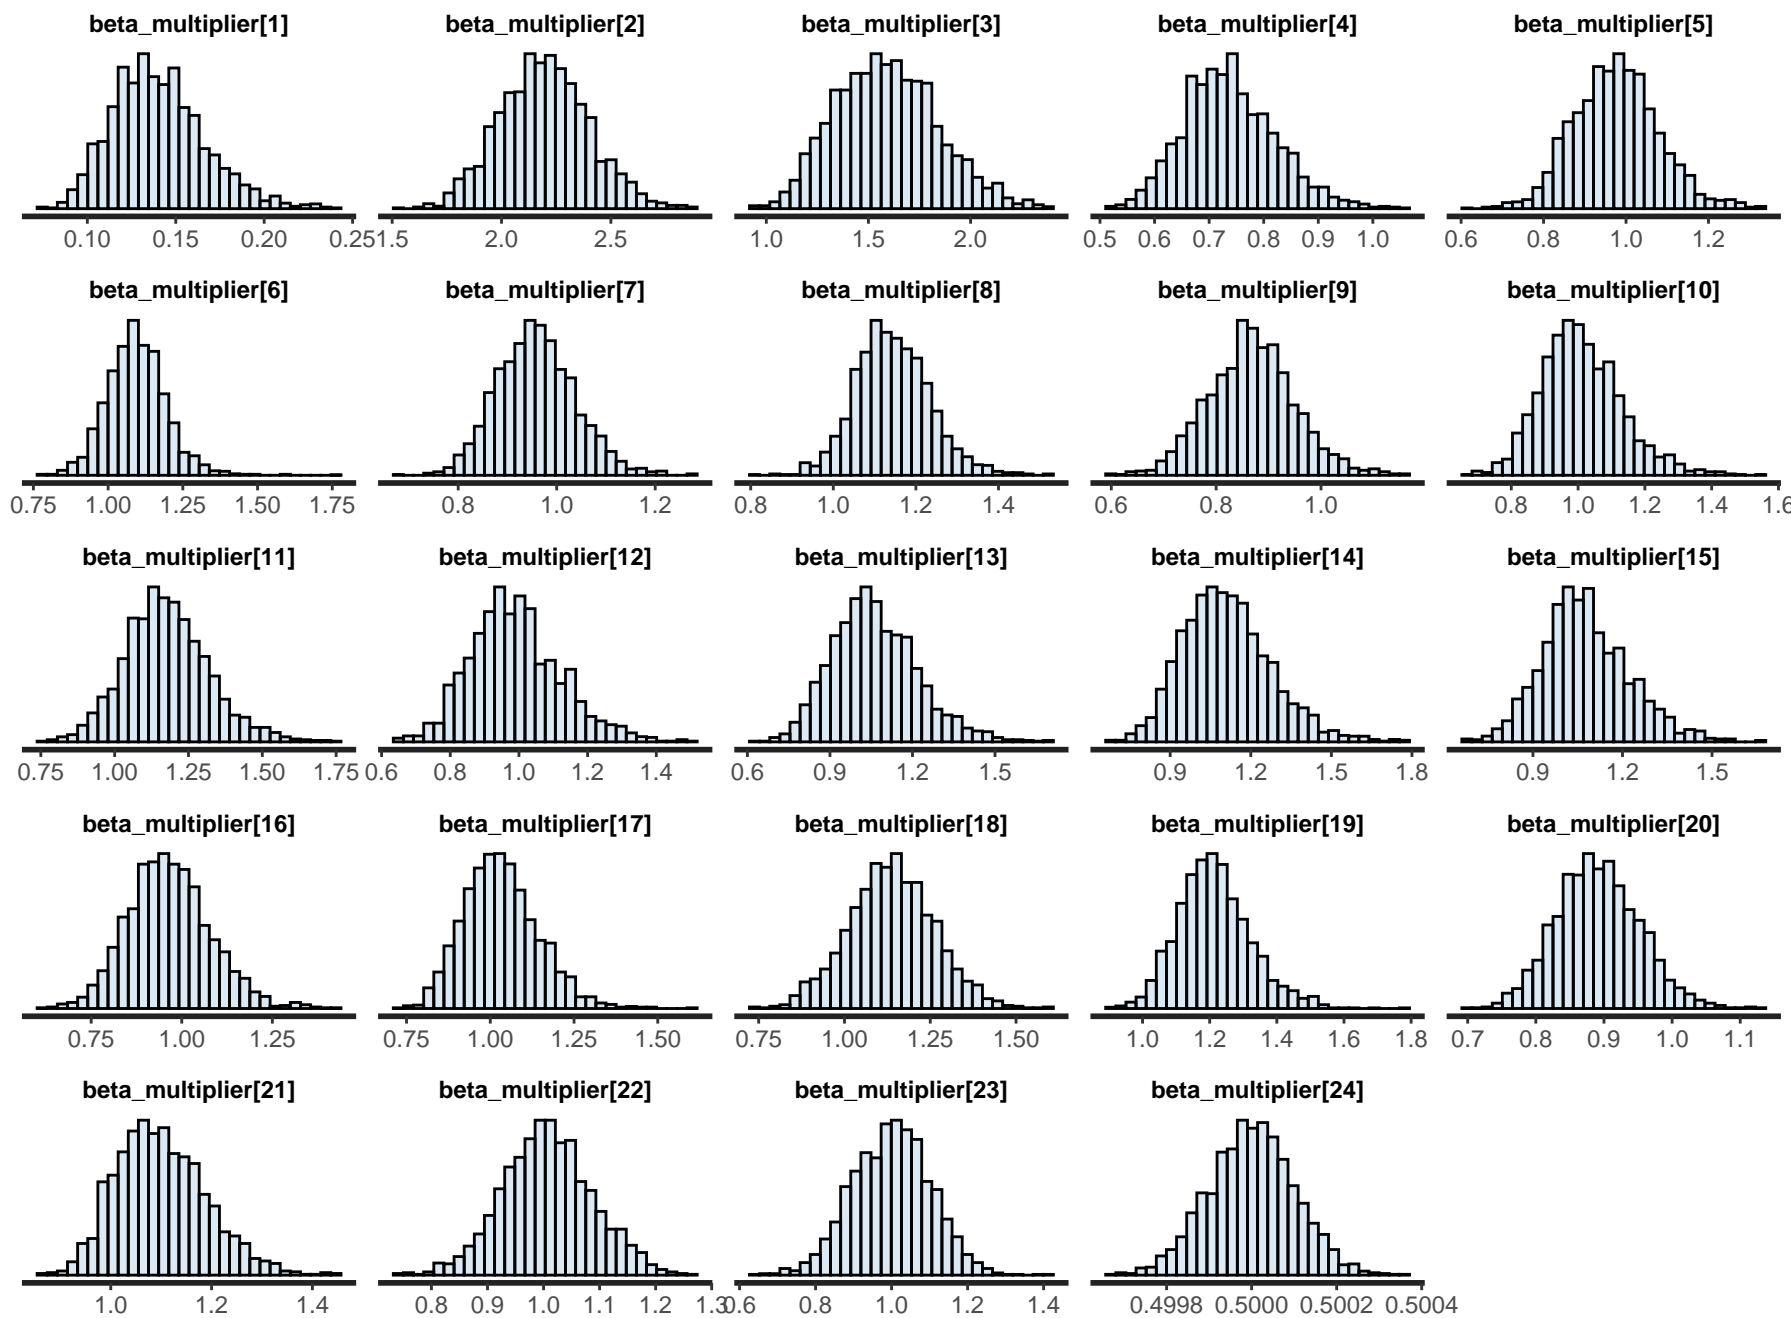 beta_multiplier[1] beta_multiplier[2] beta_multiplier[3] beta_multiplier[4] beta_multiplier[5]
0.10 0.15 0.20 0.25 1.5 2.0 2.5 1.0 1.5 2.0 0.5 0.6 0.7 0.8 0.9 1.0 0.6 0.8 1.0 1.2
beta_multiplier[6] beta_multiplier[7] beta_multiplier[8] beta_multiplier[9] beta_multiplier[10]
0.75 1.00 1.25 1.50 1.75 0.8 1.0 1.2 0.8 1.0 1.2 1.4 0.6 0.8 1.0 0.8 1.0 1.2 1.4 1.6
beta_multiplier[11] beta_multiplier[12] beta_multiplier[13] beta_multiplier[14] beta_multiplier[15]
0.75 1.00 1.25 1.50 1.75 0.6 0.8 1.0 1.2 1.4 0.6 0.9 1.2 1.5 0.9 1.2 1.5 1.8 0.9 1.2 1.5
beta_multiplier[16] beta_multiplier[17] beta_multiplier[18] beta_multiplier[19] beta_multiplier[20]
0.75 1.00 1.25 0.75 1.00 1.25 1.50 0.75 1.00 1.25 1.50 1.0 1.2 1.4 1.6 1.8 0.7 0.8 0.9 1.0 1.1
beta_multiplier[21] beta_multiplier[22] beta_multiplier[23] beta_multiplier[24]
1.0 1.2 1.4 0.8 0.9 1.0 1.1 1.2 1.3 0.6 0.8 1.0 1.2 1.4 0.4998 0.5000 0.5002 0.5004